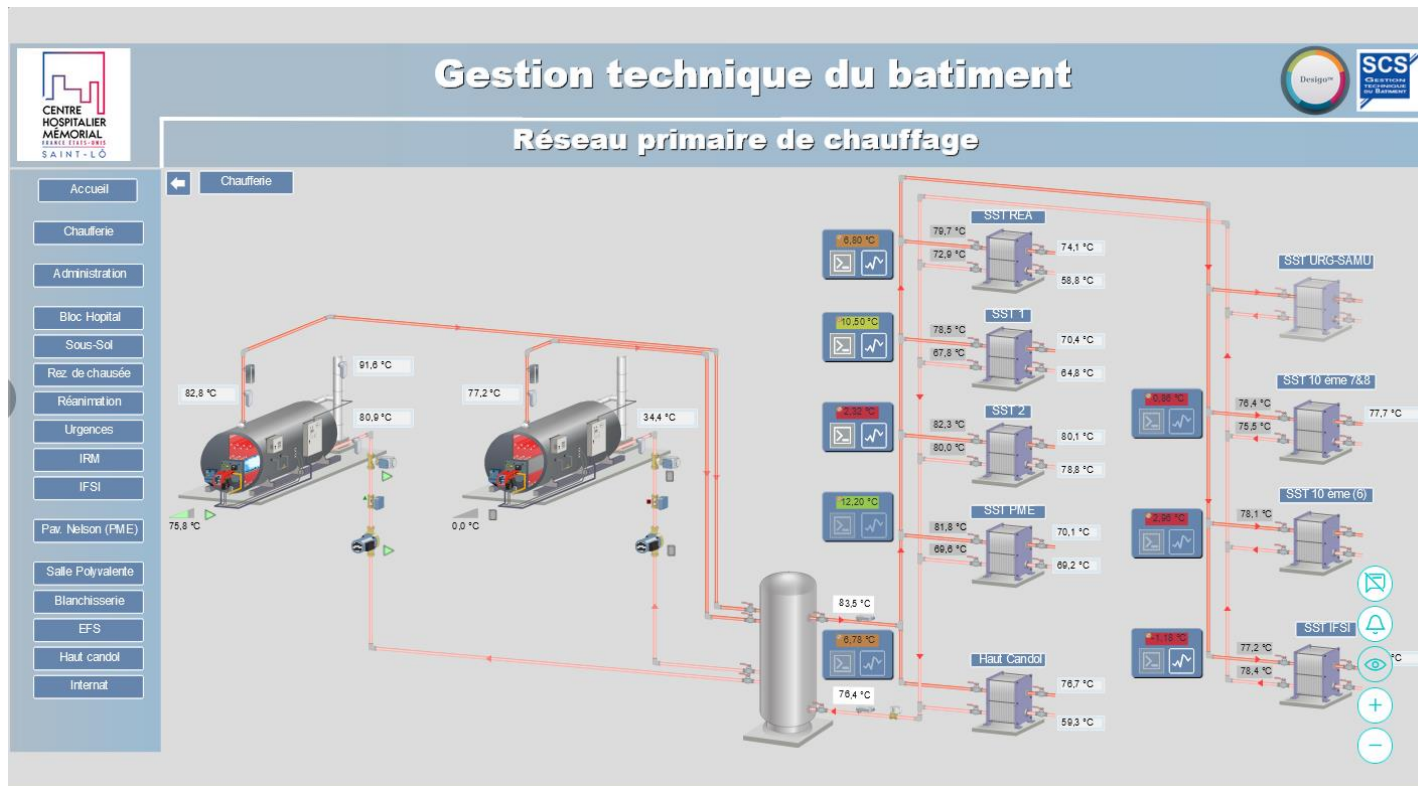 Gestion technique du batiment
Réseau primaire de chauffage
CENTRE
HOSPITALIER
MÉMORIAL
FRANCE ÉTATS-UNIS
SAINT-LÔ
Desigo™
SCS
GESTION
TECHNIQUE
DU BATIMENT
Accueil
Chaufferie
Administration
Bloc Hopital
Sous-Sol
Rez de chausée
Réanimation
Urgences
IRM
IFSI
Pav. Nelson (PME)
Salle Polyvalente
Blanchisserie
EFS
Haut candol
Internat
Chaufferie
82,8 °C
91,6 °C
80,9 °C
75,8 °C
77,2 °C
34,4 °C
0,0 °C
83,5 °C
76,4 °C
6,78 °C
6,80 °C
SST REA
79,7 °C
72,9 °C
74,1 °C
58,8 °C
10,50 °C
SST 1
78,5 °C
67,8 °C
70,4 °C
64,8 °C
2,32 °C
SST 2
82,3 °C
80,0 °C
80,1 °C
78,8 °C
12,20 °C
SST PME
81,8 °C
69,6 °C
70,1 °C
69,2 °C
Haut Candol
76,7 °C
59,3 °C
SST URG-SAMU
0,86 °C
SST 10 éme 7&8
76,4 °C
75,5 °C
77,7 °C
2,96 °C
SST 10 éme (6)
78,1 °C
-1,18 °C
SST IFSI
77,2 °C
78,4 °C
°C